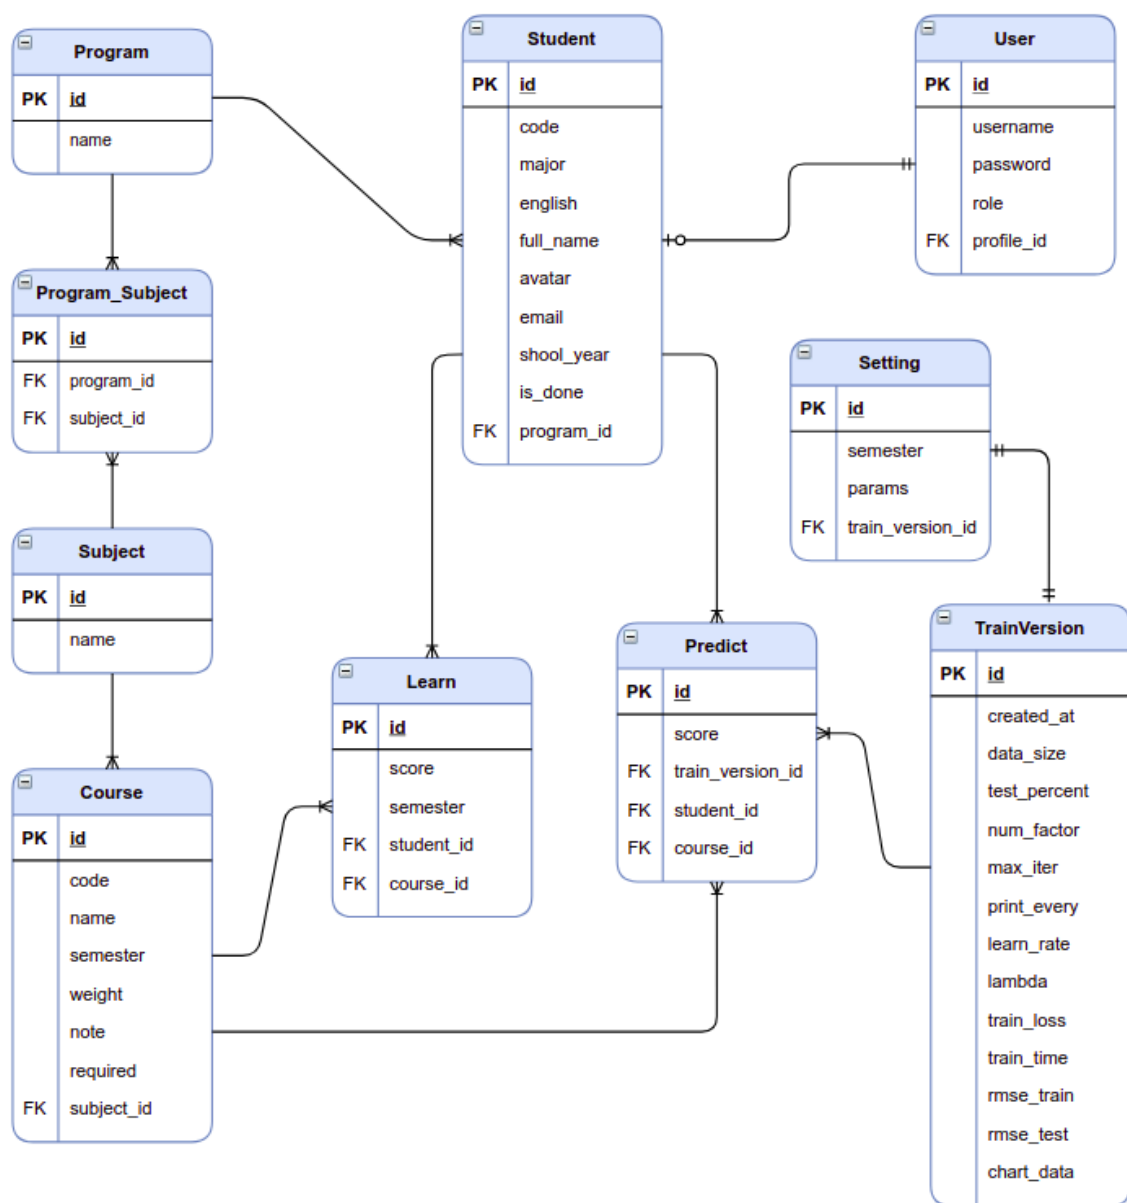 Program
PK id
name
Student
PK id
code
major
english
full_name
avatar
email
shool_year
is_done
FK program_id
User
PK id
username
password
role
FK profile_id
Program_Subject
PK id
FK program_id
FK subject_id
Setting
PK id
semester
params
FK train_version_id
Subject
PK id
name
Learn
PK id
score
semester
FK student_id
FK course_id
Predict
PK id
score
FK train_version_id
FK student_id
FK course_id
TrainVersion
PK id
created_at
data_size
test_percent
num_factor
max_iter
print_every
learn_rate
lambda
train_loss
train_time
rmse_train
rmse_test
chart_data
Course
PK id
code
name
semester
weight
note
required
FK subject_id